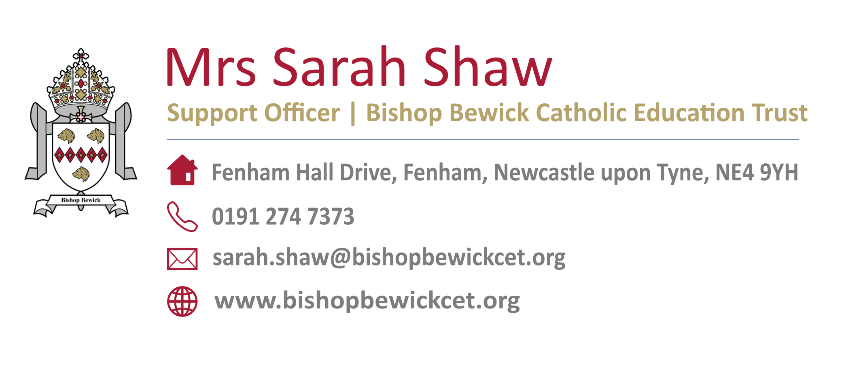 Mrs Sarah Shaw
Support Officer | Bishop Bewick Catholic Education Trust
Fenham Hall Drive, Fenham, Newcastle upon Tyne, NE4 9YH
0191 274 7373
sarah.shaw@bishopbewickcet.org
www.bishopbewickcet.org
Bishop Bewick